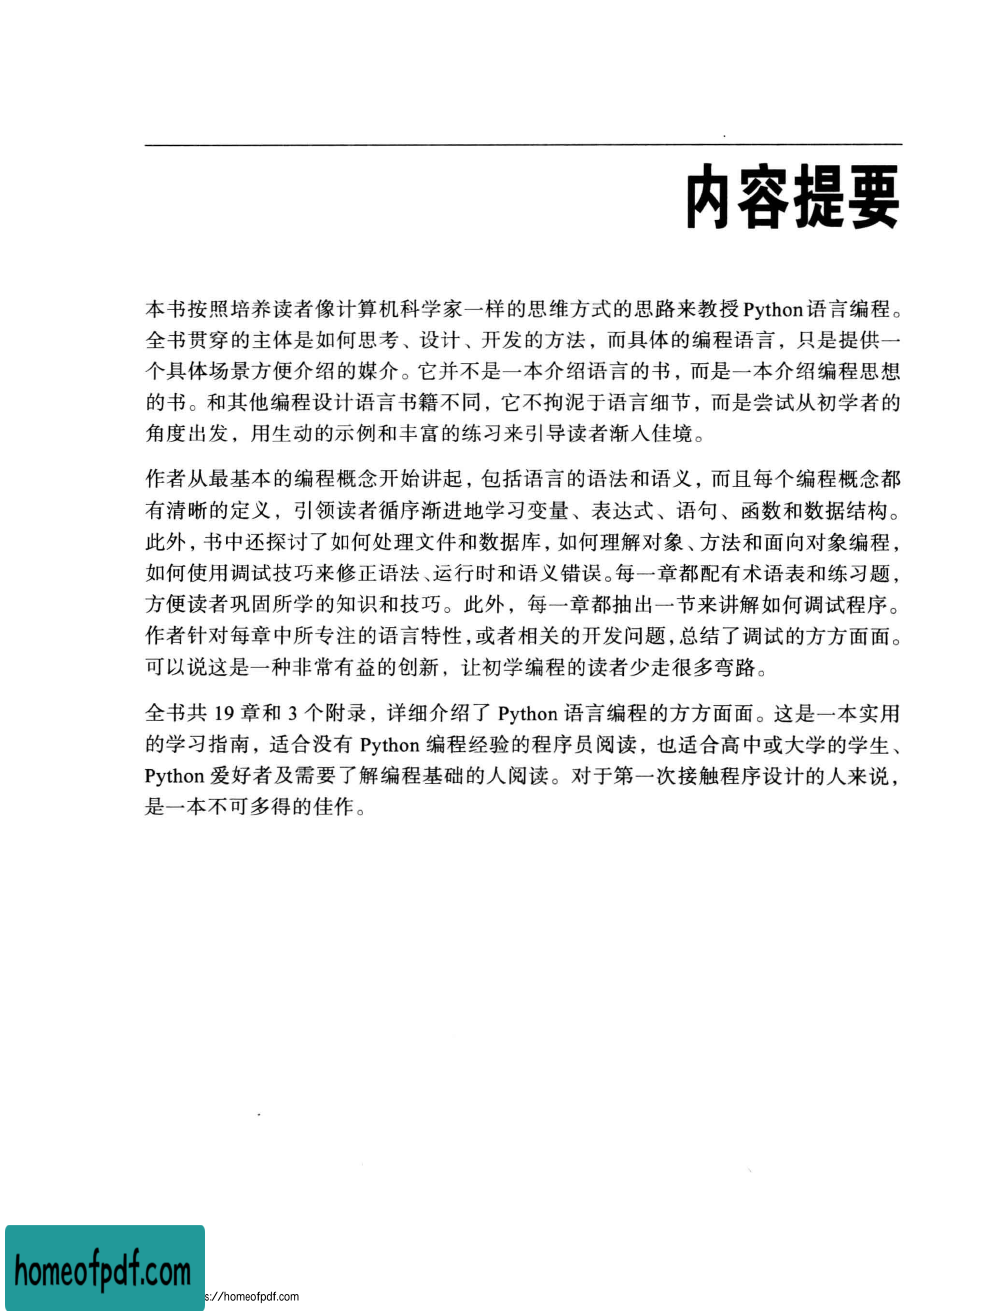 内容提要
本书按照培养读者像计算机科学家一样的思维方式的思路来教授Python语言编程。
全书贯穿的主体是如何思考、设计、开发的方法，而具体的编程语言，只是提供一
个具体场景方便介绍的媒介。它并不是一本介绍语言的书，而是一本介绍编程思想
的书。和其他编程设计语言书籍不同，它不拘泥于语言细节，而是尝试从初学者的
角度出发，用生动的示例和丰富的练习来引导读者渐入佳境。
作者从最基本的编程概念开始讲起，包括语言的语法和语义，而且每个编程概念都
有清晰的定义，引领读者循序渐进地学习变量、表达式、语句、函数和数据结构。
此外，书中还探讨了如何处理文件和数据库，如何理解对象、方法和面向对象编程，
如何使用调试技巧来修正语法、运行时和语义错误。每一章都配有术语表和练习题，
方便读者巩固所学的知识和技巧。此外，每一章都抽出一节来讲解如何调试程序。
作者针对每章中所专注的语言特性，或者相关的开发问题，总结了调试的方方面面。
可以说这是一种非常有益的创新，让初学编程的读者少走很多弯路。
全书共 19 章和 3 个附录，详细介绍了 Python 语言编程的方方面面。这是一本实用
的学习指南，适合没有 Python 编程经验的程序员阅读，也适合高中或大学的学生、
Python 爱好者及需要了解编程基础的人阅读。对于第一次接触程序设计的人来说，
是一本不可多得的佳作。
homeofpdf.com
s://homeofpdf.com